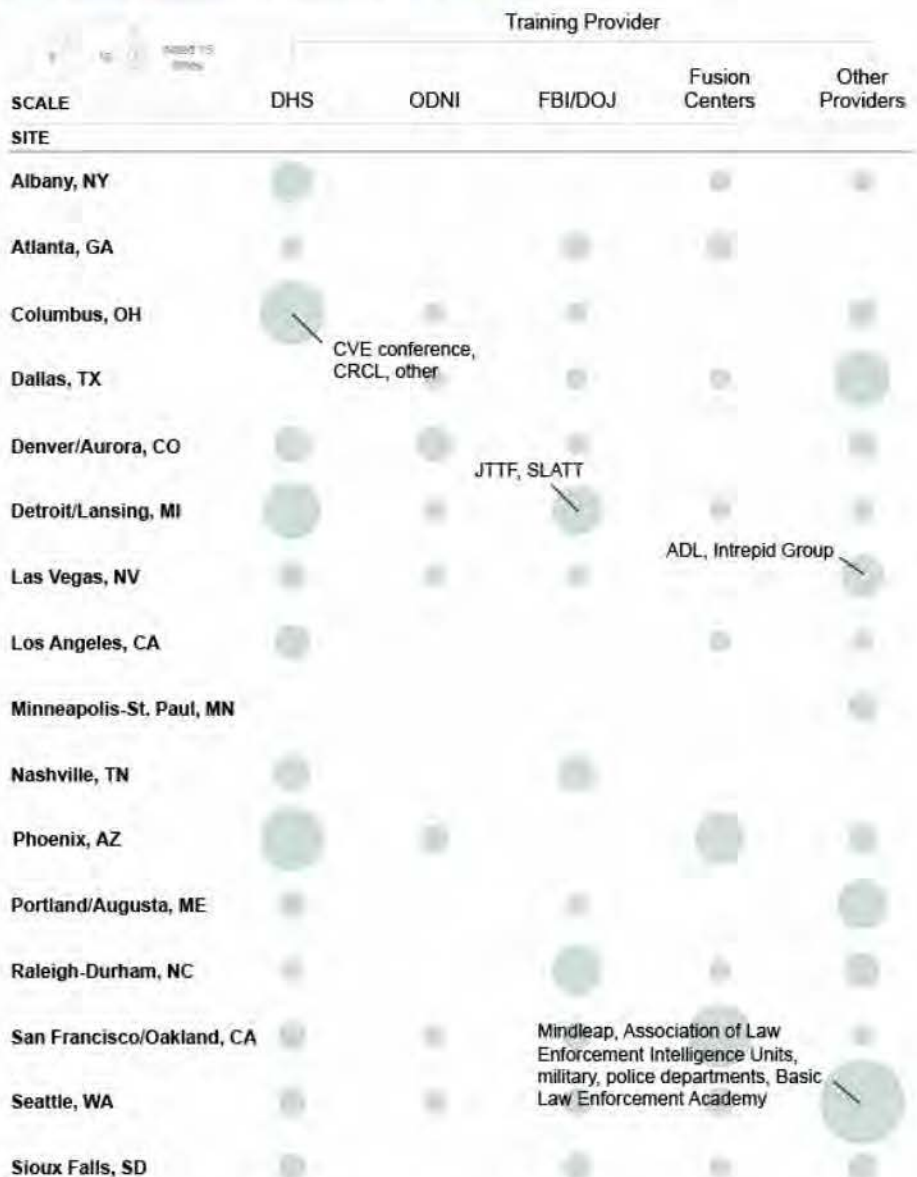 Training Provider
SCALE
DHS
ODNI
FBI/DOJ
Fusion
Centers
Other
Providers
SITE
Albany, NY
Atlanta, GA
Columbus, OH
CVE conference,
CRCL, other
Dallas, TX
Denver/Aurora, CO
JTTF, SLATT
Detroit/Lansing, MI
ADL, Intrepid Group
Las Vegas, NV
Los Angeles, CA
Minneapolis-St. Paul, MN
Nashville, TN
Phoenix, AZ
Portland/Augusta, ME
Raleigh-Durham, NC
San Francisco/Oakland, CA
Mindleap, Association of Law
Enforcement Intelligence Units,
military, police departments, Basic
Law Enforcement Academy
Seattle, WA
Sioux Falls, SD